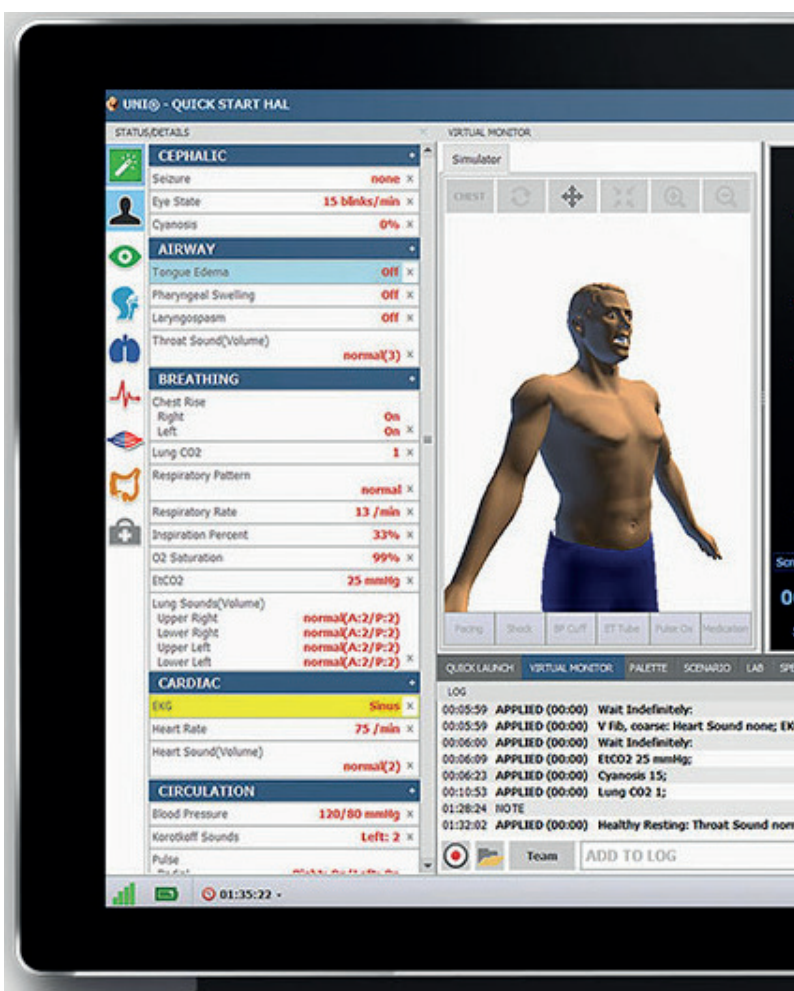 UNI® - QUICK START HAL
STATUS/DETAILS
CEPHALIC
Seizure none
Eye State 15 blinks/min
Cyanosis 0%
AIRWAY
Tongue Edema Off
Pharyngeal Swelling Off
Laryngospasm Off
Throat Sound(Volume)
normal(3)
BREATHING
Chest Rise
Right On
Left On
Lung CO2 1
Respiratory Pattern
normal
Respiratory Rate 13 /min
Inspiration Percent 33%
O2 Saturation 99%
EtCO2 25 mmHg
Lung Sounds(Volume)
Upper Right normal(A:2/P:2)
Lower Right normal(A:2/P:2)
Upper Left normal(A:2/P:2)
Lower Left normal(A:2/P:2)
CARDIAC
EKG Sinus
Heart Rate 75 /min
Heart Sound(Volume)
normal(2)
CIRCULATION
Blood Pressure 120/80 mmHg
Korotkoff Sounds Left: 2
Pulse
01:35:22
VIRTUAL MONITOR
Simulator
CHEST
Pacing Shock BP Cuff ET Tube Pulse Ox Medication
QUICK LAUNCH VIRTUAL MONITOR PALETTE SCENARIO LAB SPE
LOG
00:05:59 APPLIED (00:00) Wait Indefinitely:
00:05:59 APPLIED (00:00) V Fib, coarse: Heart Sound none; EK
00:06:00 APPLIED (00:00) Wait Indefinitely:
00:06:09 APPLIED (00:00) EtCO2 25 mmHg;
00:06:23 APPLIED (00:00) Cyanosis 15;
00:10:53 APPLIED (00:00) Lung CO2 1;
01:28:24 NOTE
01:32:02 APPLIED (00:00) Healthy Resting: Throat Sound norm
Team ADD TO LOG
Scr